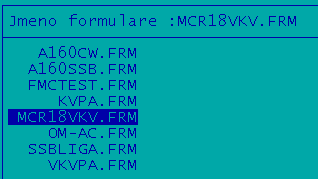 Jmeno formulare :MCR18VKV.FRM
A160CW.FRM
A160SSB.FRM
FMCTEST.FRM
KVPA.FRM
MCR18VKV.FRM
OM-AC.FRM
SSBLIGA.FRM
VKVPA.FRM